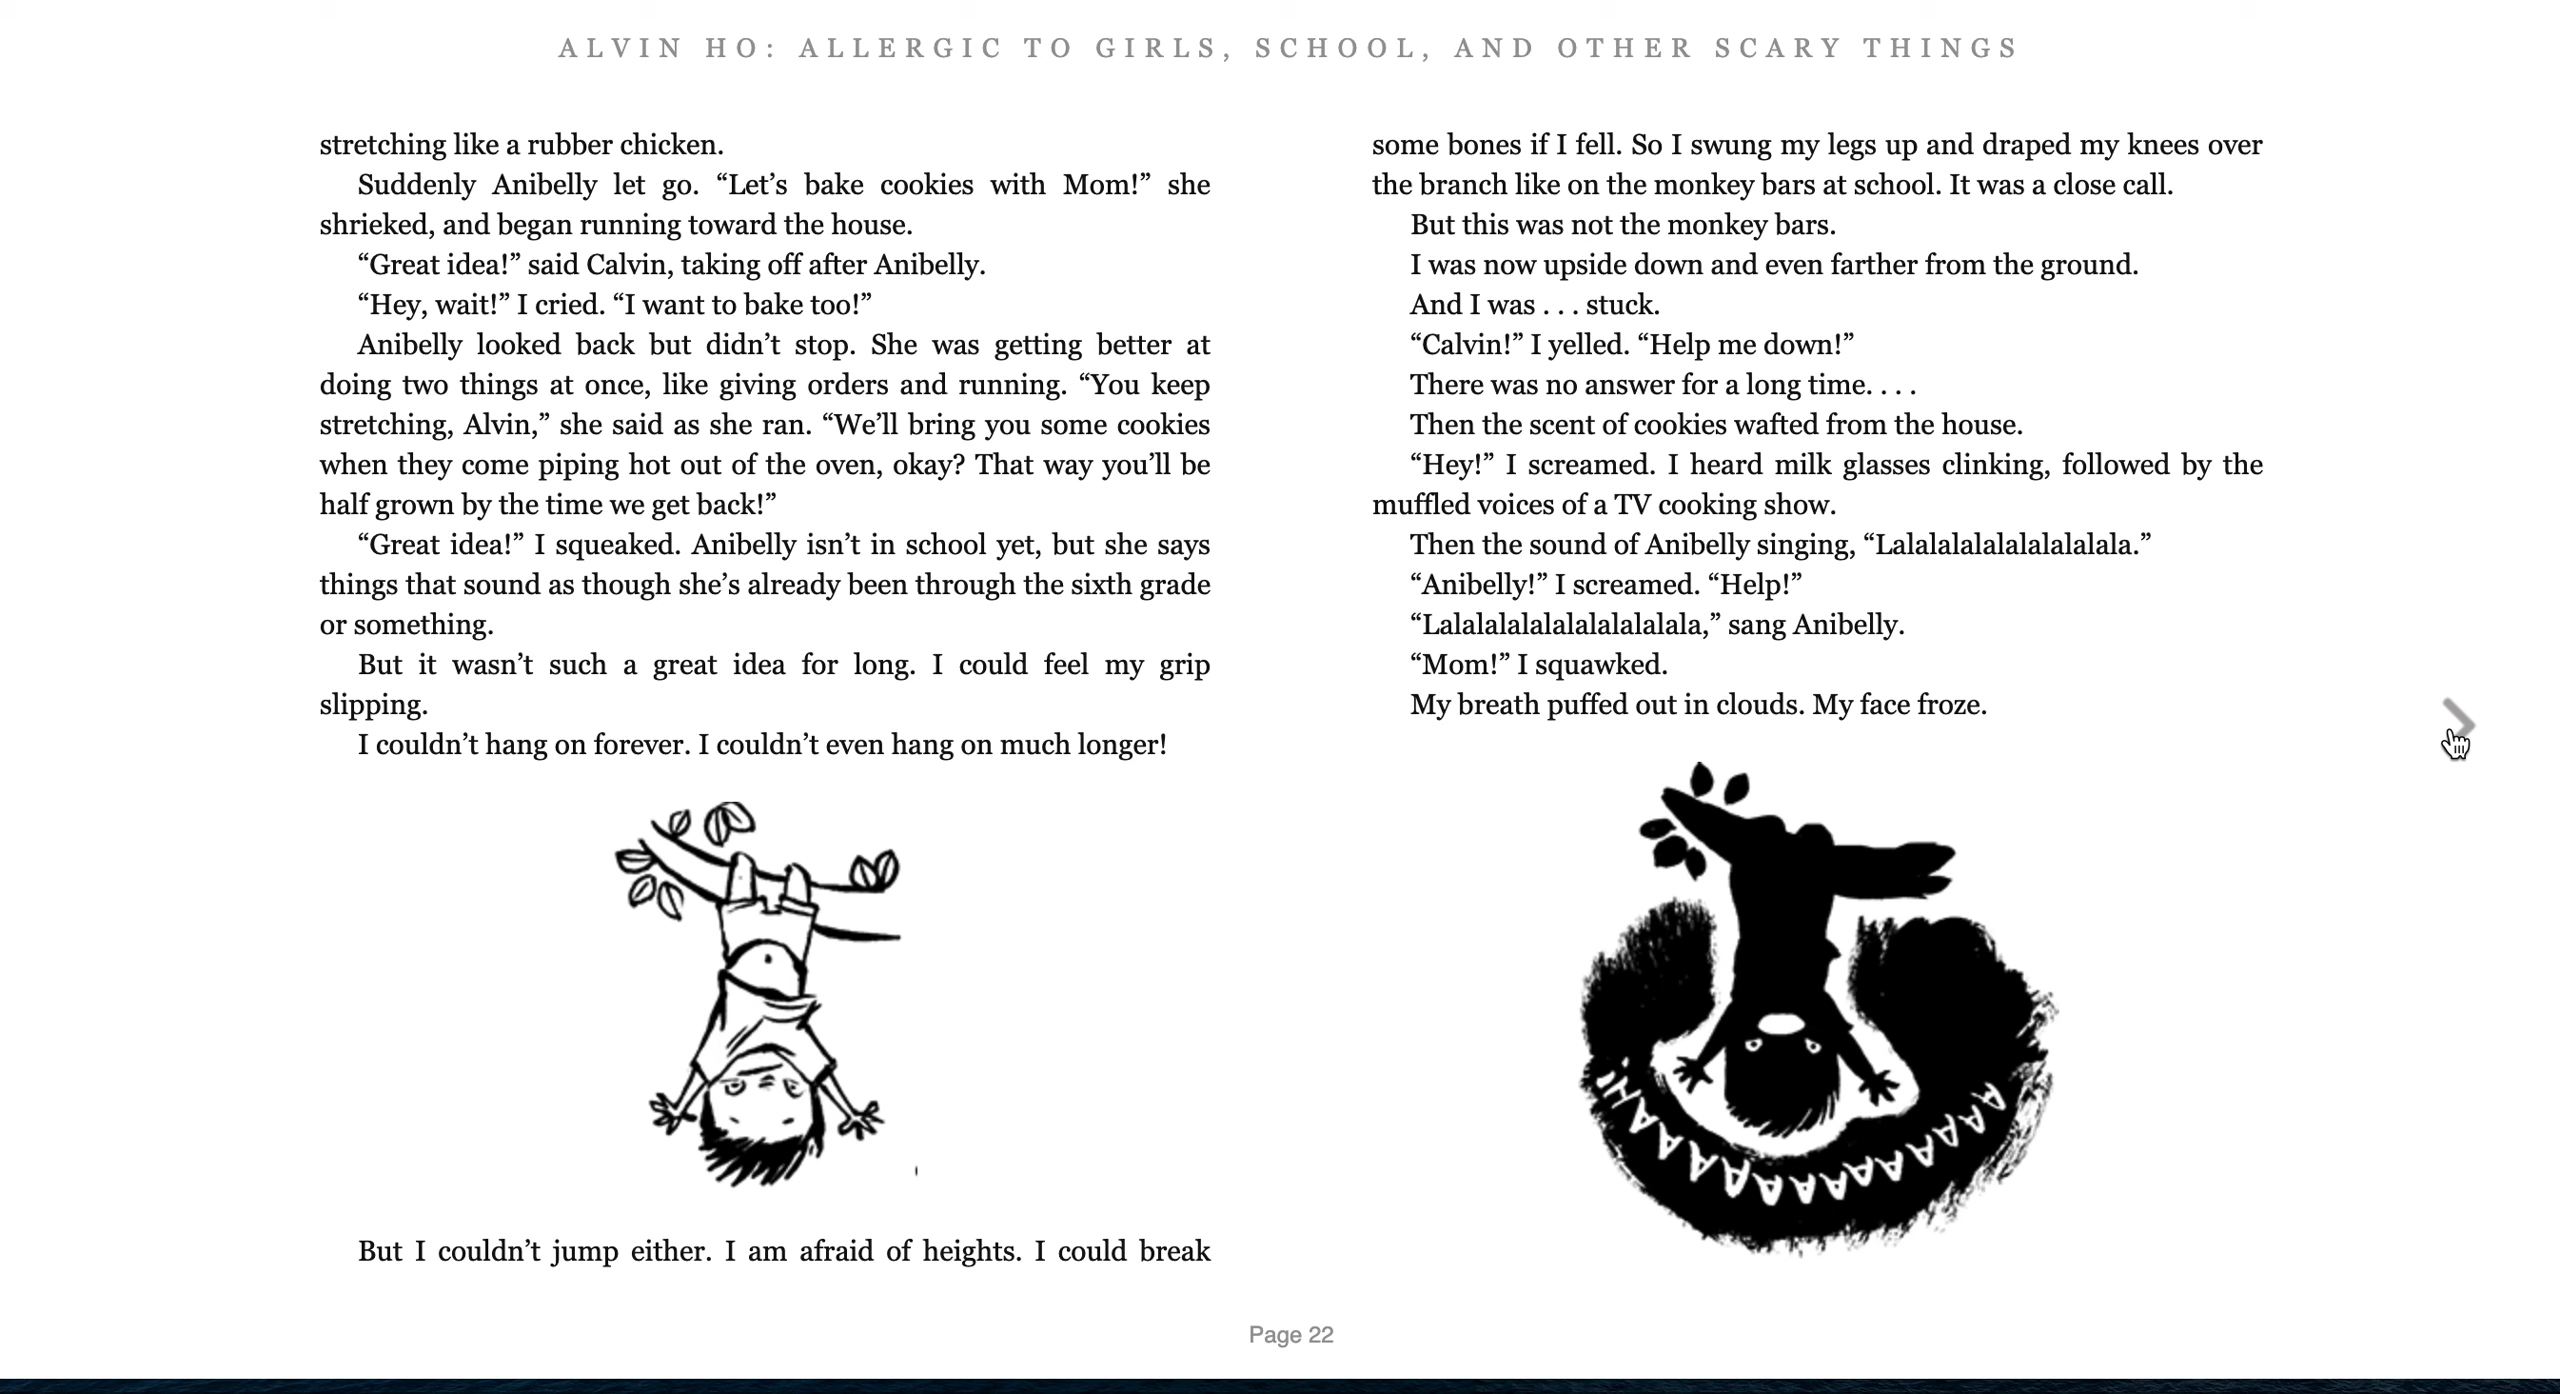 ALVIN HO: ALLERGIC TO GIRLS, SCHOOL, AND OTHER SCARY THINGS
stretching like a rubber chicken.
Suddenly Anibelly let go. “Let’s bake cookies with Mom!” she
shrieked, and began running toward the house.
“Great idea!” said Calvin, taking off after Anibelly.
“Hey, wait!” I cried. “I want to bake too!”
Anibelly looked back but didn’t stop. She was getting better at
doing two things at once, like giving orders and running. “You keep
stretching, Alvin,” she said as she ran. “We’ll bring you some cookies
when they come piping hot out of the oven, okay? That way you’ll be
half grown by the time we get back!”
“Great idea!” I squeaked. Anibelly isn’t in school yet, but she says
things that sound as though she’s already been through the sixth grade
or something.
But it wasn’t such a great idea for long. I could feel my grip
slipping.
I couldn’t hang on forever. I couldn’t even hang on much longer!
But I couldn’t jump either. I am afraid of heights. I could break
some bones if I fell. So I swung my legs up and draped my knees over
the branch like on the monkey bars at school. It was a close call.
But this was not the monkey bars.
I was now upside down and even farther from the ground.
And I was . . . stuck.
“Calvin!” I yelled. “Help me down!”
There was no answer for a long time. . . .
Then the scent of cookies wafted from the house.
“Hey!” I screamed. I heard milk glasses clinking, followed by the
muffled voices of a TV cooking show.
Then the sound of Anibelly singing, “Lalalalalalalalalalala.”
“Anibelly!” I screamed. “Help!”
“Lalalalalalalalalalalala,” sang Anibelly.
“Mom!” I squawked.
My breath puffed out in clouds. My face froze.
AAAAAAAAAAAAAAAH!
Page 22